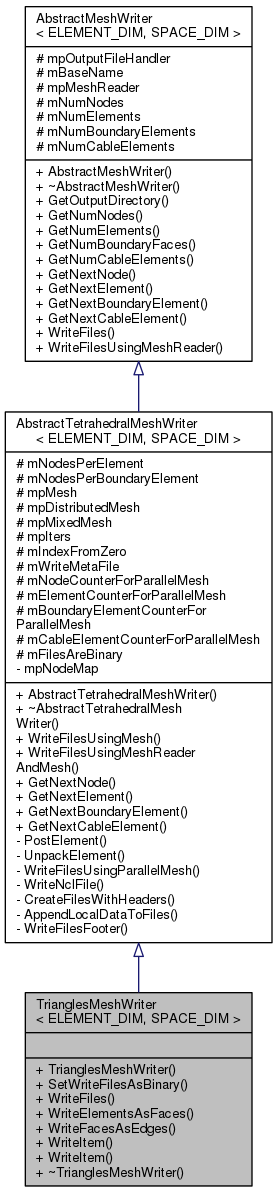 AbstractMeshWriter
< ELEMENT_DIM, SPACE_DIM >
# mpOutputFileHandler
# mBaseName
# mpMeshReader
# mNumNodes
# mNumElements
# mNumBoundaryElements
# mNumCableElements
+ AbstractMeshWriter()
+ ~AbstractMeshWriter()
+ GetOutputDirectory()
+ GetNumNodes()
+ GetNumElements()
+ GetNumBoundaryFaces()
+ GetNumCableElements()
+ GetNextNode()
+ GetNextElement()
+ GetNextBoundaryElement()
+ GetNextCableElement()
+ WriteFiles()
+ WriteFilesUsingMeshReader()
AbstractTetrahedralMeshWriter
< ELEMENT_DIM, SPACE_DIM >
# mNodesPerElement
# mNodesPerBoundaryElement
# mpMesh
# mpDistributedMesh
# mpMixedMesh
# mpIters
# mIndexFromZero
# mWriteMetaFile
# mNodeCounterForParallelMesh
# mElementCounterForParallelMesh
# mBoundaryElementCounterFor
ParallelMesh
# mCableElementCounterForParallelMesh
# mFilesAreBinary
- mpNodeMap
+ AbstractTetrahedralMeshWriter()
+ ~AbstractTetrahedralMesh
Writer()
+ WriteFilesUsingMesh()
+ WriteFilesUsingMeshReader
AndMesh()
+ GetNextNode()
+ GetNextElement()
+ GetNextBoundaryElement()
+ GetNextCableElement()
- PostElement()
- UnpackElement()
- WriteFilesUsingParallelMesh()
- WriteNclFile()
- CreateFilesWithHeaders()
- AppendLocalDataToFiles()
- WriteFilesFooter()
TrianglesMeshWriter
< ELEMENT_DIM, SPACE_DIM >
+ TrianglesMeshWriter()
+ SetWriteFilesAsBinary()
+ WriteFiles()
+ WriteElementsAsFaces()
+ WriteFacesAsEdges()
+ WriteItem()
+ WriteItem()
+ ~TrianglesMeshWriter()